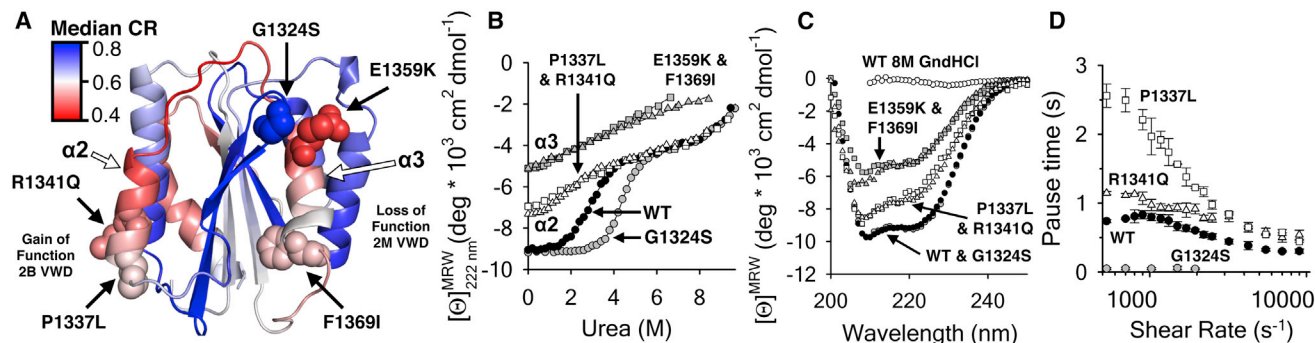 A
Median CR
0.8
0.6
0.4
G1324S
E1359K
α2
α3
R1341Q
Gain of
Function
2B VWD
Loss of
Function
2M VWD
P1337L
F1369I
B
[Θ]MRW 222 nm (deg * 10³ cm² dmol⁻¹)
0
-2
-4
-6
-8
-10
P1337L
& R1341Q
E1359K &
F1369I
α3
α2
WT
G1324S
0 2 4 6 8
Urea (M)
C
[Θ]MRW (deg * 10³ cm² dmol⁻¹)
0
-2
-4
-6
-8
-10
-12
WT 8M GndHCl
E1359K &
F1369I
P1337L
& R1341Q
WT & G1324S
200 220 240
Wavelength (nm)
D
Pause time (s)
3
2
1
0
P1337L
R1341Q
WT
G1324S
1000 10000
Shear Rate (s⁻¹)